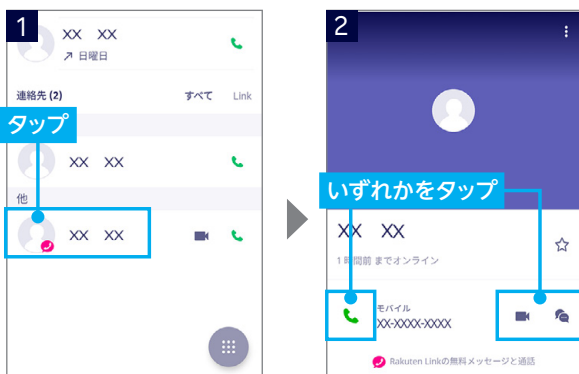 1
XX XX
日曜日
連絡先 (2) すべて Link
タップ
XX XX
他
XX XX
2
いずれかをタップ
XX XX
1時間前 までオンライン
モバイル
XX-XXXX-XXXX
Rakuten Linkの無料メッセージと通話